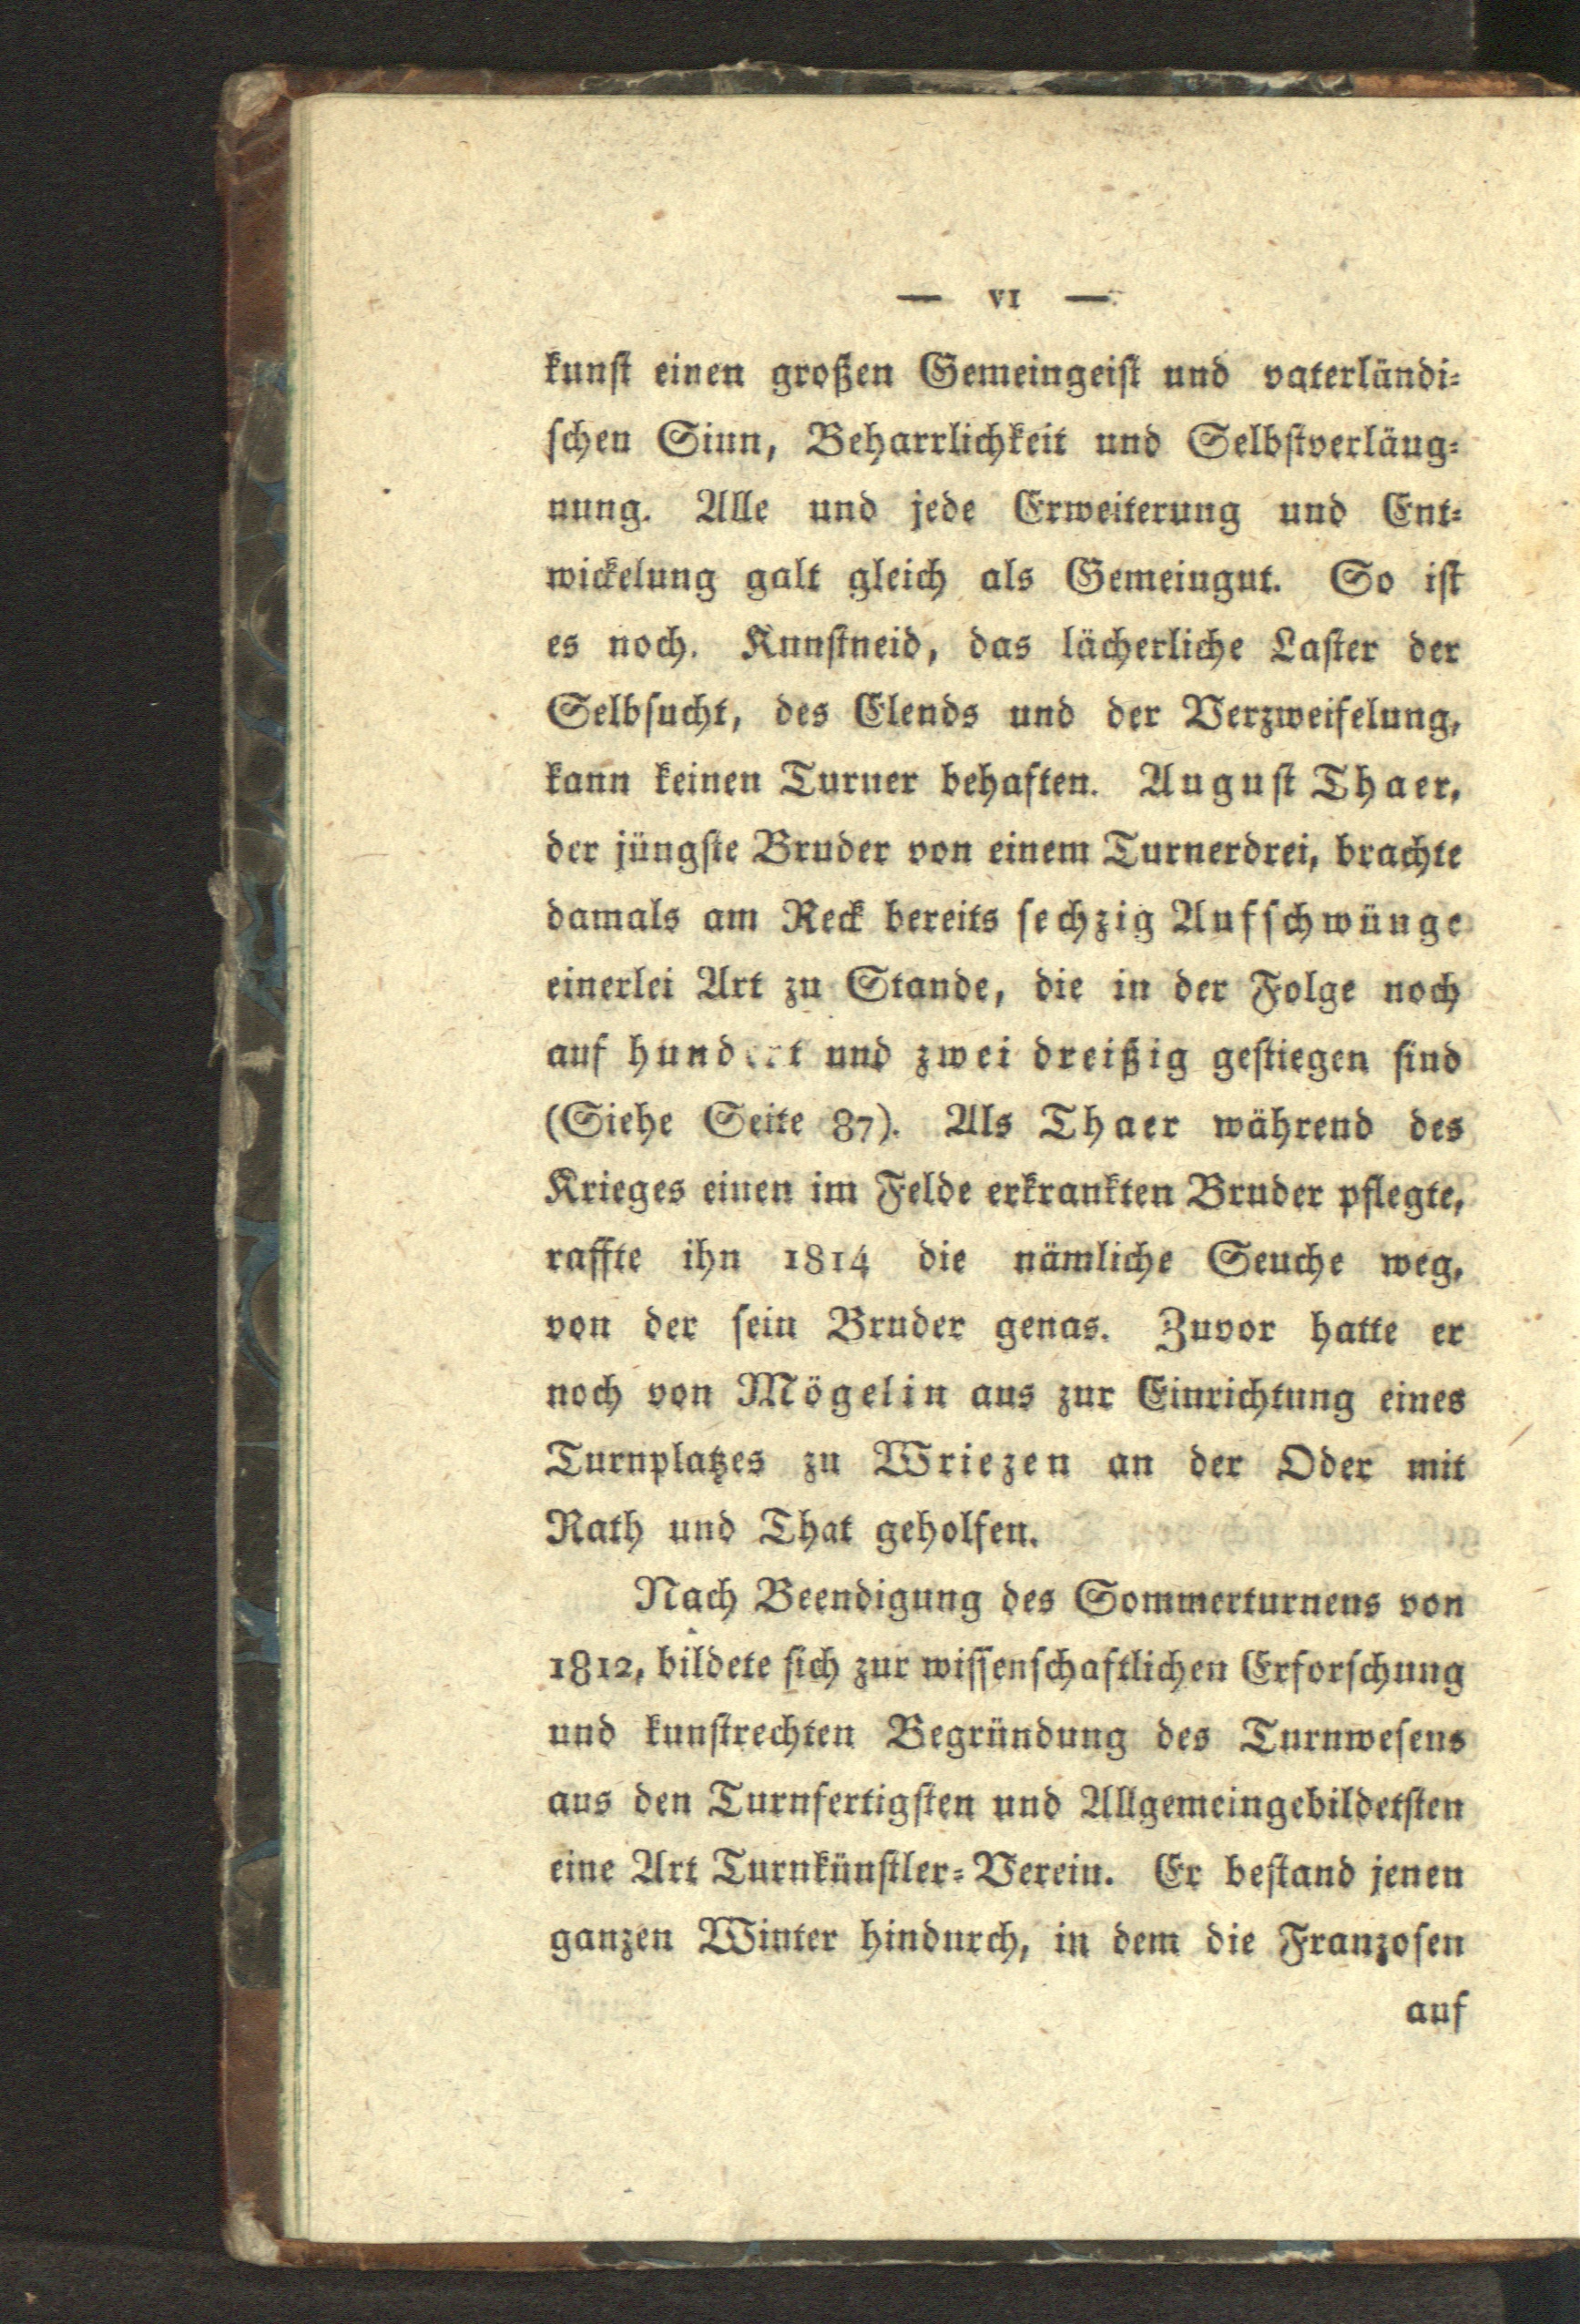 — VI —
kunst einen großen Gemeingeist und vaterländi-
schen Sinn, Beharrlichkeit und Selbstverläug-
nung. Alle und jede Erweiterung und Ent-
wickelung galt gleich als Gemeingut. So ist
es noch. Kunstneid, das lächerliche Laster der
Selbsucht, des Elends und der Verzweifelung,
kann keinen Turner behaften. August Thaer,
der jüngste Bruder von einem Turnerdrei, brachte
damals am Reck bereits sechzig Aufschwünge
einerlei Art zu Stande, die in der Folge noch
auf hundert und zwei dreißig gestiegen sind
(Siehe Seite 87). Als Thaer während des
Krieges einen im Felde erkrankten Bruder pflegte,
raffte ihn 1814 die nämliche Seuche weg,
von der sein Bruder genas. Zuvor hatte er
noch von Mögelin aus zur Einrichtung eines
Turnplatzes zu Wriezen an der Oder mit
Rath und That geholfen.
Nach Beendigung des Sommerturnens von
1812, bildete sich zur wissenschaftlichen Erforschung
und kunstrechten Begründung des Turnwesens
aus den Turnfertigsten und Allgemeingebildetsten
eine Art Turnkünstler-Verein. Er bestand jenen
ganzen Winter hindurch, in dem die Franzosen
auf